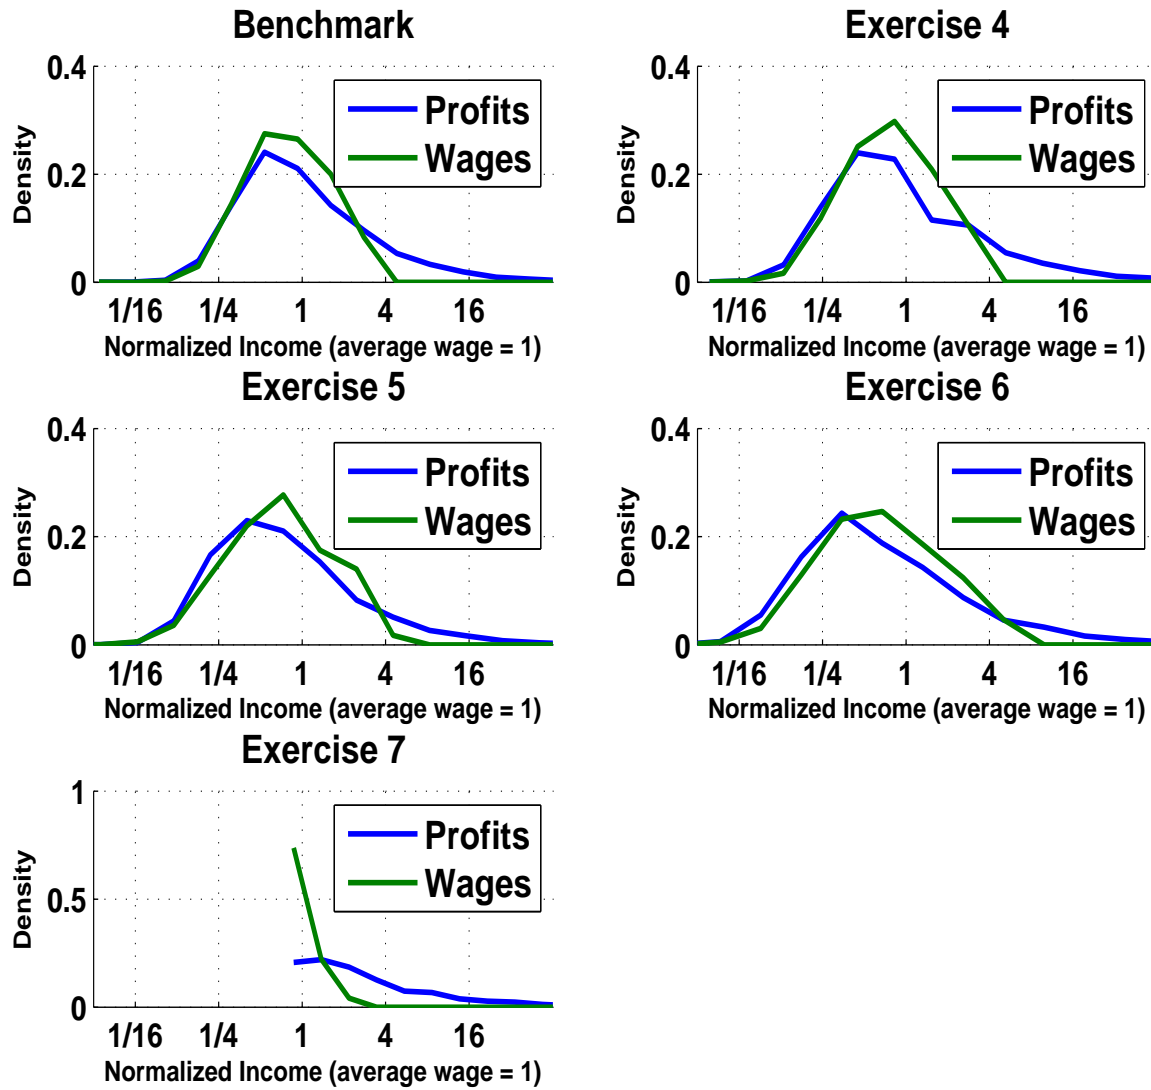 Benchmark
0.4
0.2
0
Density
Profits
Wages
1/16 1/4 1 4 16
Normalized Income (average wage = 1)
Exercise 4
0.4
0.2
0
Density
Profits
Wages
1/16 1/4 1 4 16
Normalized Income (average wage = 1)
Exercise 5
0.4
0.2
0
Density
Profits
Wages
1/16 1/4 1 4 16
Normalized Income (average wage = 1)
Exercise 6
0.4
0.2
0
Density
Profits
Wages
1/16 1/4 1 4 16
Normalized Income (average wage = 1)
Exercise 7
1
0.5
0
Density
Profits
Wages
1/16 1/4 1 4 16
Normalized Income (average wage = 1)